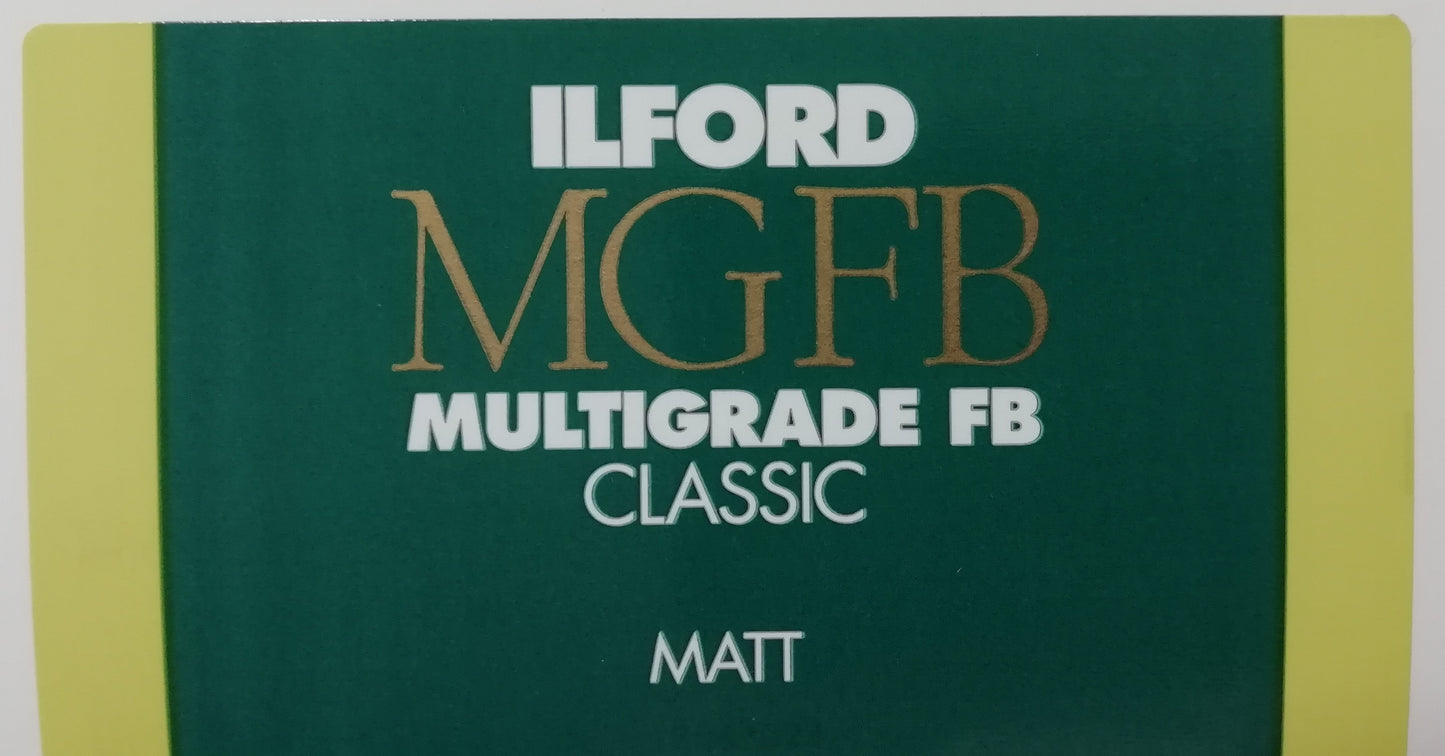 ILFORD
MGFB
MULTIGRADE FB
CLASSIC
MATT